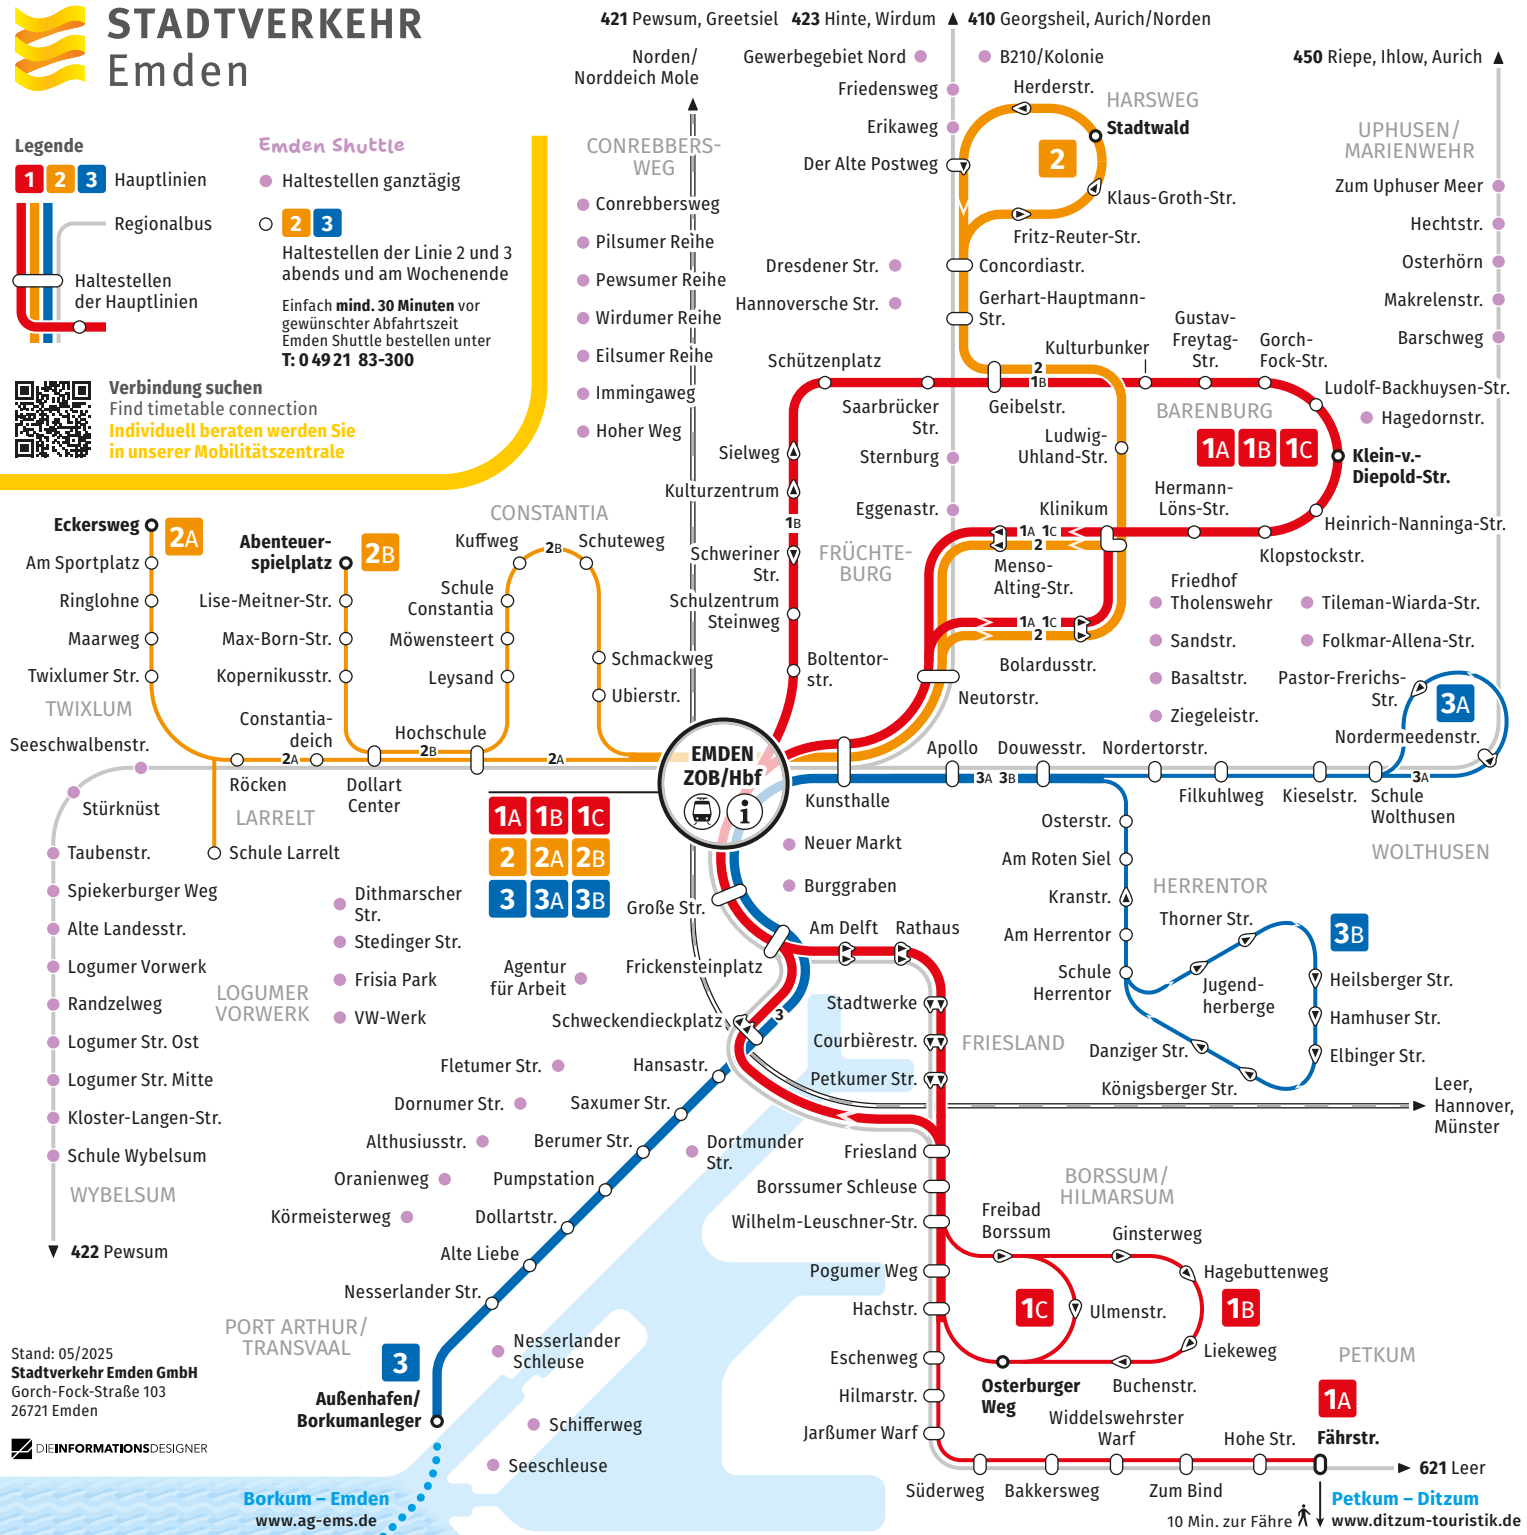 STADTVERKEHR
Emden
421 Pewsum, Greetsiel
423 Hinte, Wirdum
410 Georgsheil, Aurich/Norden
Norden/
Norddeich Mole
Gewerbegebiet Nord
B210/Kolonie
450 Riepe, Ihlow, Aurich
Legende
1 2 3 Hauptlinien
Regionalbus
Haltestellen
der Hauptlinien
Emden Shuttle
Haltestellen ganztägig
2 3
Haltestellen der Linie 2 und 3
abends und am Wochenende
Einfach mind. 30 Minuten vor
gewünschter Abfahrtszeit
Emden Shuttle bestellen unter
T: 0 49 21 83-300
Verbindung suchen
Find timetable connection
Individuell beraten werden Sie
in unserer Mobilitätszentrale
CONREBBERS-
WEG
Conrebbersweg
Pilsumer Reihe
Pewsumer Reihe
Wirdumer Reihe
Eilsumer Reihe
Immingaweg
Hoher Weg
Friedensweg
Erikaweg
Der Alte Postweg
Herderstr.
HARSWEG
Stadtwald
2
Klaus-Groth-Str.
Fritz-Reuter-Str.
Dresdener Str.
Concordiastr.
Hannoversche Str.
Gerhart-Hauptmann-
Str.
UPHUSEN/
MARIENWEHR
Zum Uphuser Meer
Hechtstr.
Osterhörn
Makrelenstr.
Barschweg
Schützenplatz
Saarbrücker
Str.
Geibelstr.
2
1B
Kulturbunker
Gustav-
Freytag-
Str.
Gorch-
Fock-Str.
Ludolf-Backhuysen-Str.
BARENBURG
Hagedornstr.
1A 1B 1C
Klein-v.-
Diepold-Str.
Ludwig-
Uhland-Str.
Sielweg
Kulturzentrum
1B
Sternburg
Eggenastr.
Klinikum
Hermann-
Löns-Str.
Heinrich-Nanninga-Str.
Klopstockstr.
1A 1C
2
Menso-
Alting-Str.
FRÜCHTE-
BURG
Schweriner
Str.
Schulzentrum
Steinweg
Boltentor-
str.
1A 1C
2
Bolardusstr.
Neutorstr.
Friedhof
Tholenswehr
Sandstr.
Basaltstr.
Ziegeleistr.
Tileman-Wiarda-Str.
Folkmar-Allena-Str.
Pastor-Frerichs-
Str.
3A
Nordermeedenstr.
Eckersweg
2A
Am Sportplatz
Ringlohne
Maarweg
Twixlumer Str.
TWIXLUM
Seeschwalbenstr.
Abenteuer-
spielplatz
2B
Lise-Meitner-Str.
Max-Born-Str.
Kopernikusstr.
CONSTANTIA
Kuffweg
2B
Schuteweg
Schule
Constantia
Möwensteert
Leysand
Schmackweg
Ubierstr.
Constantia-
deich
Hochschule
2A
2B
2A
Röcken
Dollart
Center
Stürknüst
LARRELT
Schule Larrelt
EMDEN
ZOB/Hbf
i
1A 1B 1C
2 2A 2B
3 3A 3B
Kunsthalle
Apollo
Douwesstr.
3A 3B
Nordertorstr.
Filkuhlweg
Kieselstr.
Schule
Wolthusen
3A
WOLTHUSEN
Neuer Markt
Burggraben
Osterstr.
Am Roten Siel
Kranstr.
Am Herrentor
Schule
Herrentor
HERRENTOR
Thorner Str.
3B
Jugend-
herberge
Heilsberger Str.
Hamhuser Str.
Elbinger Str.
Danziger Str.
Königsberger Str.
Leer,
Hannover,
Münster
Taubenstr.
Spiekerburger Weg
Alte Landesstr.
Logumer Vorwerk
Randzelweg
Logumer Str. Ost
Logumer Str. Mitte
Kloster-Langen-Str.
Schule Wybelsum
WYBELSUM
422 Pewsum
LOGUMER
VORWERK
Dithmarscher
Str.
Stedinger Str.
Frisia Park
VW-Werk
Agentur
für Arbeit
Große Str.
Frickensteinplatz
Schweckendieckplatz
3
Am Delft
Rathaus
Stadtwerke
Courbièrestr.
Petkumer Str.
FRIESLAND
Hansastr.
Saxumer Str.
Berumer Str.
Pumpstation
Dollartstr.
Alte Liebe
Nesserlander Str.
Fletumer Str.
Dornumer Str.
Althusiusstr.
Oranienweg
Körmeisterweg
Dortmunder
Str.
PORT ARTHUR/
TRANSVAAL
3
Außenhafen/
Borkumanleger
Nesserlander
Schleuse
Schifferweg
Seeschleuse
Friesland
Borssumer Schleuse
Wilhelm-Leuschner-Str.
Pogumer Weg
Hachstr.
Eschenweg
Hilmarstr.
Jarßumer Warf
BORSSUM/
HILMARSUM
Freibad
Borssum
Ginsterweg
Hagebuttenweg
1C
Ulmenstr.
1B
Liekeweg
Osterburger
Weg
Buchenstr.
PETKUM
1A
Widdelswehrster
Warf
Hohe Str.
Fährstr.
Süderweg
Bakkersweg
Zum Bind
621 Leer
10 Min. zur Fähre
Petkum – Ditzum
www.ditzum-touristik.de
Stand: 05/2025
Stadtverkehr Emden GmbH
Gorch-Fock-Straße 103
26721 Emden
DIEINFORMATIONSDESIGNER
Borkum – Emden
www.ag-ems.de